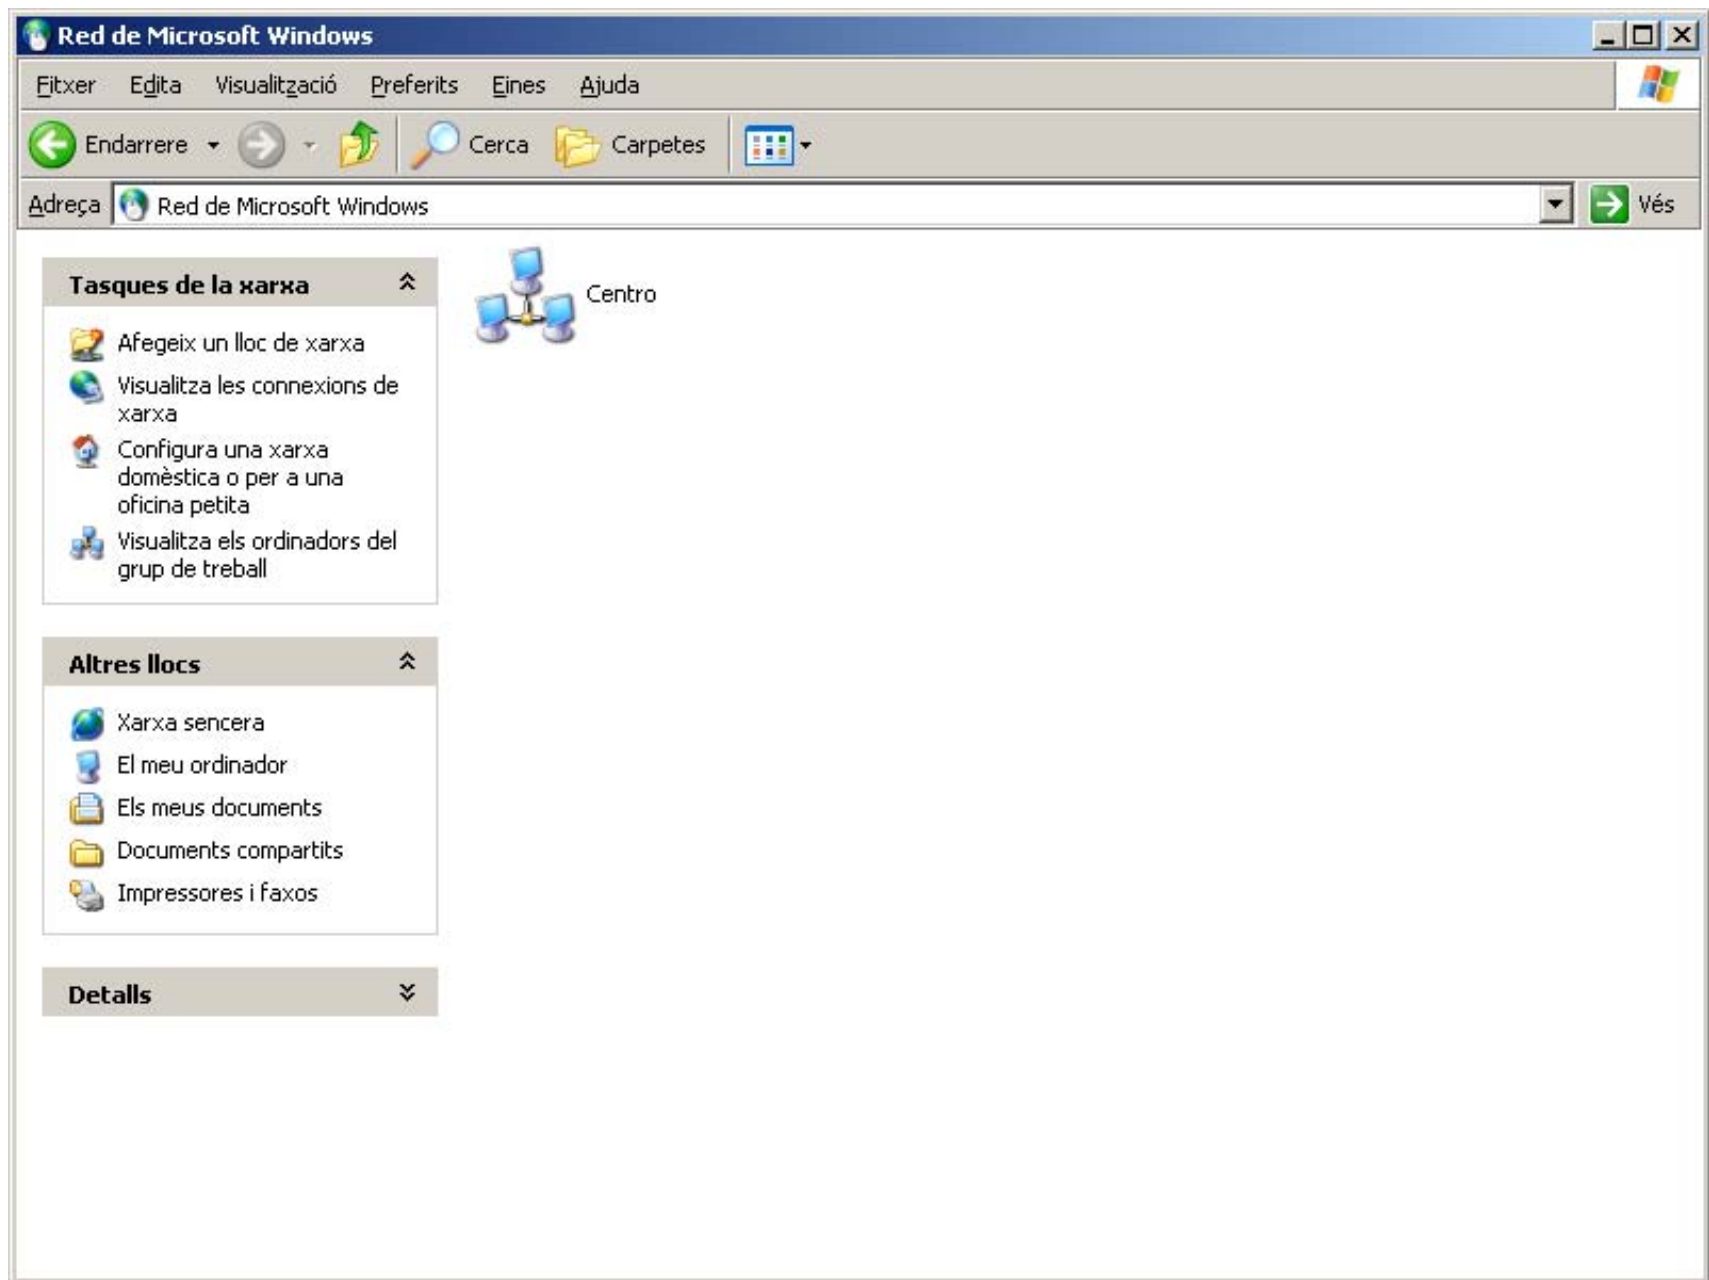 Red de Microsoft Windows
Fitxer Edita Visualització Preferits Eines Ajuda
Endarrere Cerca Carpetes
Adreça Red de Microsoft Windows Vés
Tasques de la xarxa
Afegeix un lloc de xarxa
Visualitza les connexions de
xarxa
Configura una xarxa
domèstica o per a una
oficina petita
Visualitza els ordinadors del
grup de treball
Altres llocs
Xarxa sencera
El meu ordinador
Els meus documents
Documents compartits
Impressores i faxos
Detalls
Centro